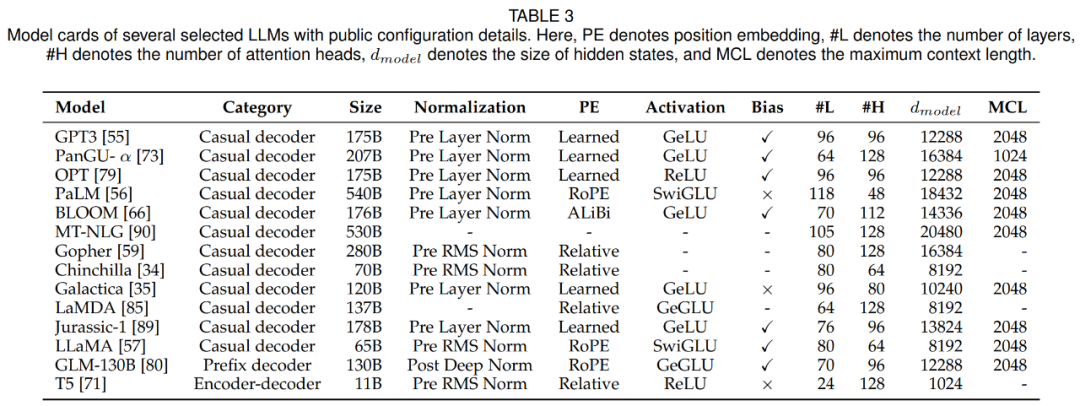 TABLE 3
Model cards of several selected LLMs with public configuration details. Here, PE denotes position embedding, #L denotes the number of layers,
#H denotes the number of attention heads, d_model denotes the size of hidden states, and MCL denotes the maximum context length.
Model Category Size Normalization PE Activation Bias #L #H d_model MCL
GPT3 [55] Casual decoder 175B Pre Layer Norm Learned GeLU ✓ 96 96 12288 2048
PanGU- α [73] Casual decoder 207B Pre Layer Norm Learned GeLU ✓ 64 128 16384 1024
OPT [79] Casual decoder 175B Pre Layer Norm Learned ReLU ✓ 96 96 12288 2048
PaLM [56] Casual decoder 540B Pre Layer Norm RoPE SwiGLU × 118 48 18432 2048
BLOOM [66] Casual decoder 176B Pre Layer Norm ALiBi GeLU ✓ 70 112 14336 2048
MT-NLG [90] Casual decoder 530B - - - - 105 128 20480 2048
Gopher [59] Casual decoder 280B Pre RMS Norm Relative - - 80 128 16384 -
Chinchilla [34] Casual decoder 70B Pre RMS Norm Relative - - 80 64 8192 -
Galactica [35] Casual decoder 120B Pre Layer Norm Learned GeLU × 96 80 10240 2048
LaMDA [85] Casual decoder 137B - Relative GeGLU - 64 128 8192 -
Jurassic-1 [89] Casual decoder 178B Pre Layer Norm Learned GeLU ✓ 76 96 13824 2048
LLaMA [57] Casual decoder 65B Pre RMS Norm RoPE SwiGLU ✓ 80 64 8192 2048
GLM-130B [80] Prefix decoder 130B Post Deep Norm RoPE GeGLU ✓ 70 96 12288 2048
T5 [71] Encoder-decoder 11B Pre RMS Norm Relative ReLU × 24 128 1024 -